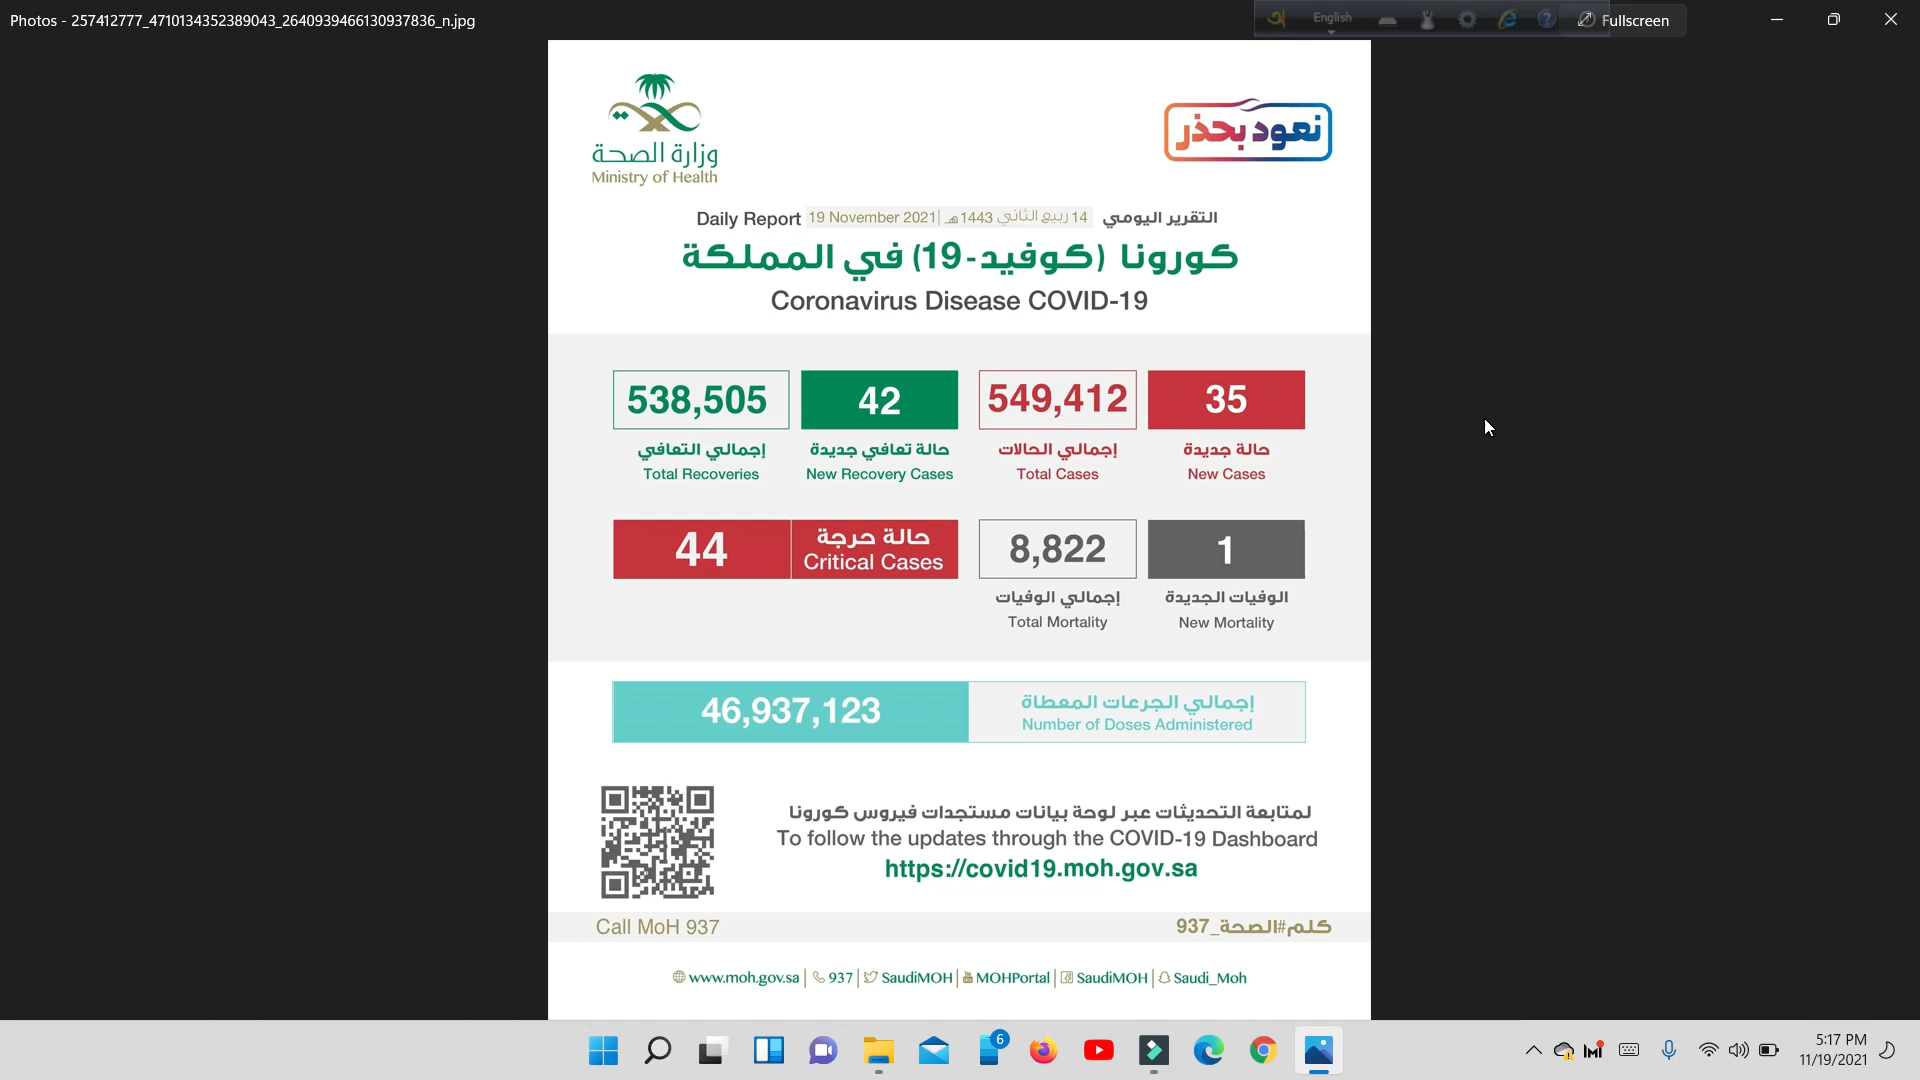 Photos - 257412777_4710134352389043_2640939466130937836_n.jpg
English
Fullscreen
وزارة الصحة
Ministry of Health
نعود بحذر
Daily Report 19 November 2021| 14 ربيع الثاني 1443هـ التقرير اليومي
كورونا (كوفيد-19) في المملكة
Coronavirus Disease COVID-19
538,505
إجمالي التعافي
Total Recoveries
42
حالة تعافي جديدة
New Recovery Cases
549,412
إجمالي الحالات
Total Cases
35
حالة جديدة
New Cases
44
حالة حرجة
Critical Cases
8,822
إجمالي الوفيات
Total Mortality
1
الوفيات الجديدة
New Mortality
46,937,123
إجمالي الجرعات المعطاة
Number of Doses Administered
لمتابعة التحديثات عبر لوحة بيانات مستجدات فيروس كورونا
To follow the updates through the COVID-19 Dashboard
https://covid19.moh.gov.sa
Call MoH 937
كلم#الصحة_937
www.moh.gov.sa | 937 | SaudiMOH | MOHPortal | SaudiMOH | Saudi_Moh
6
5:17 PM
11/19/2021